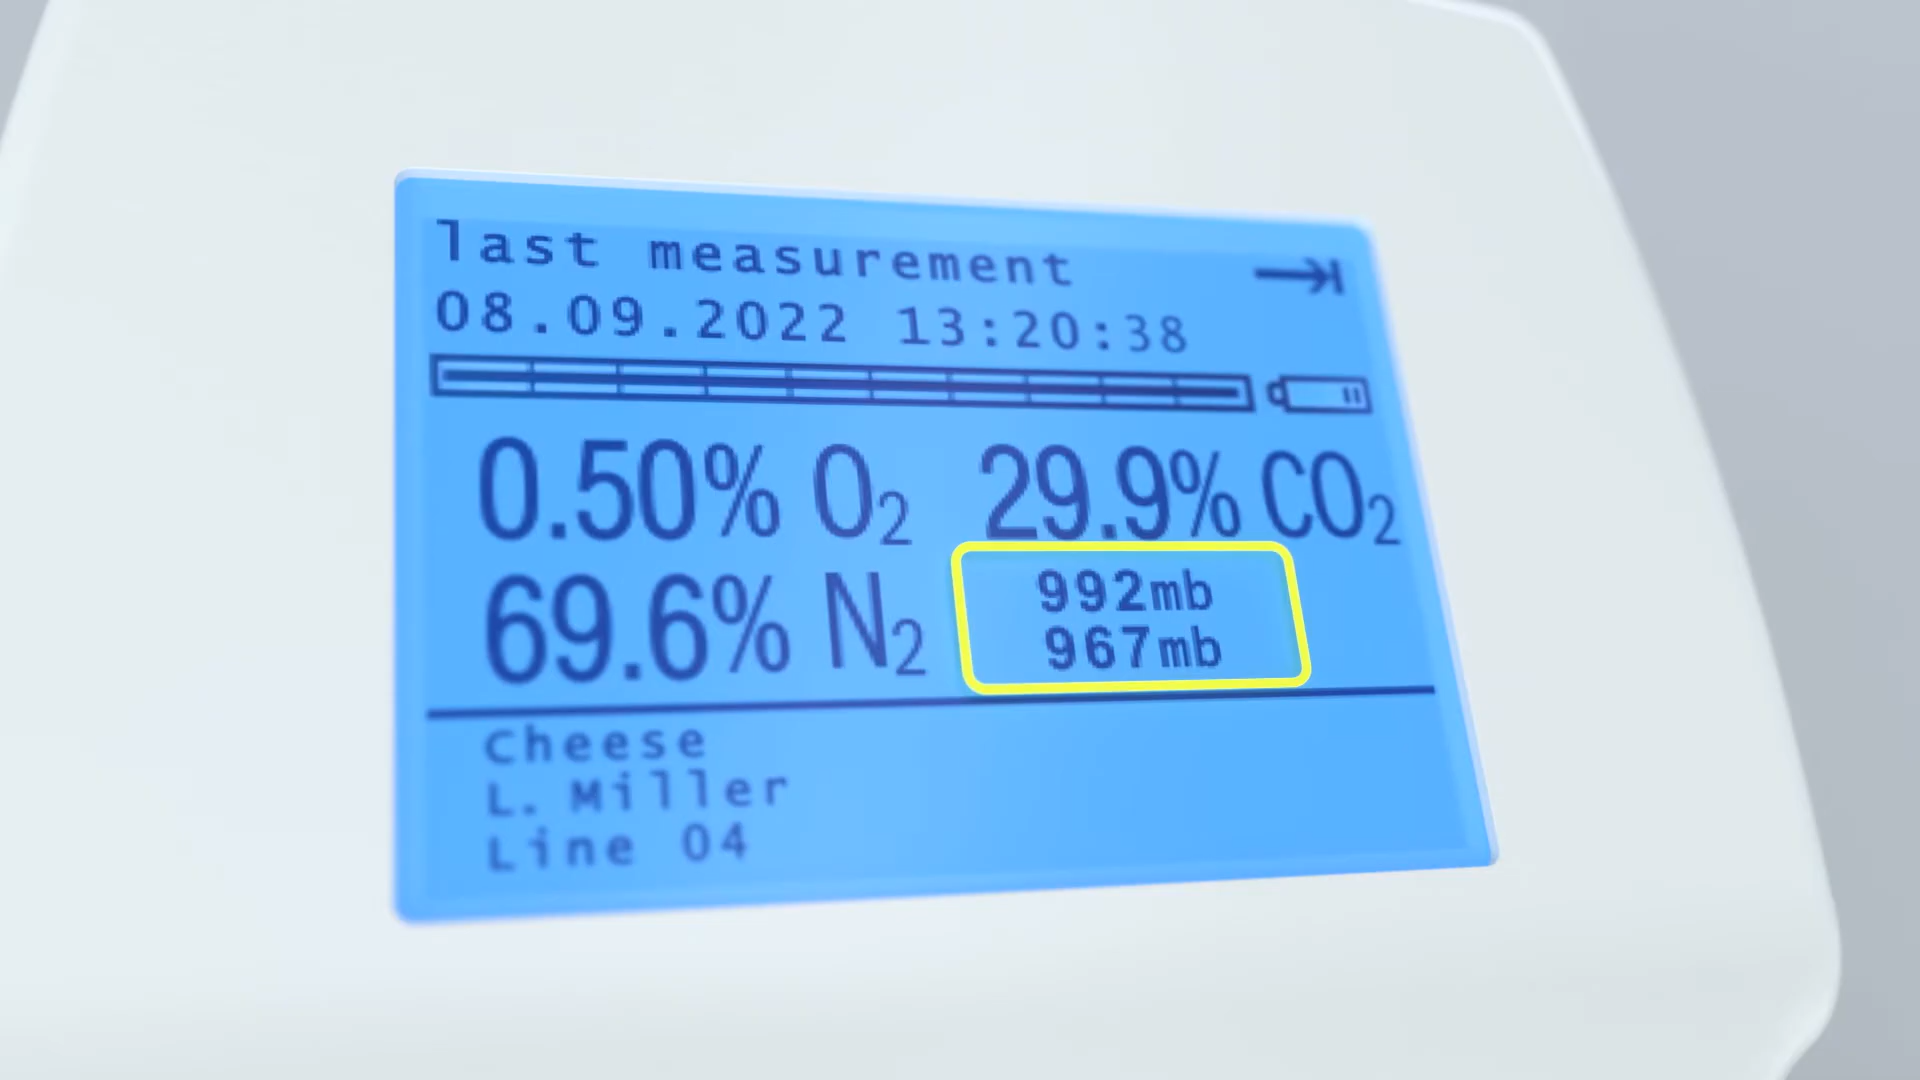 last measurement
08.09.2022 13:20:38
0.50% O₂ 29.9% CO₂
69.6% N₂
992mb
967mb
Cheese
L. Miller
Line 04